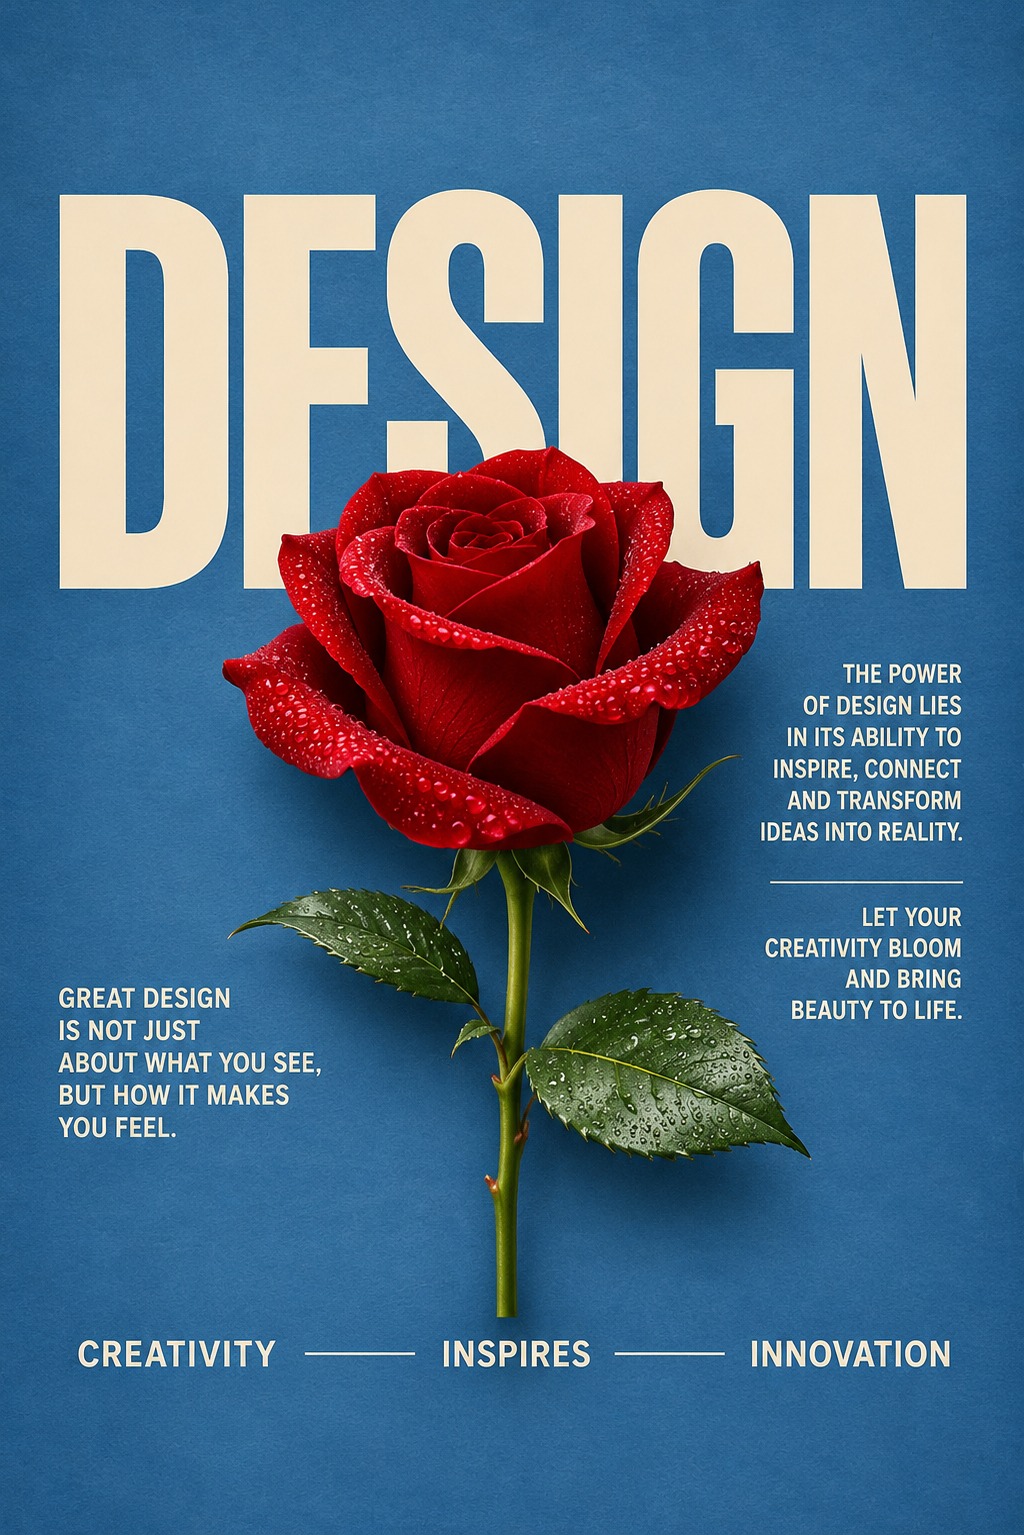 DESIGN
THE POWER
OF DESIGN LIES
IN ITS ABILITY TO
INSPIRE, CONNECT
AND TRANSFORM
IDEAS INTO REALITY.
LET YOUR
CREATIVITY BLOOM
AND BRING
BEAUTY TO LIFE.
GREAT DESIGN
IS NOT JUST
ABOUT WHAT YOU SEE,
BUT HOW IT MAKES
YOU FEEL.
CREATIVITY INSPIRES INNOVATION